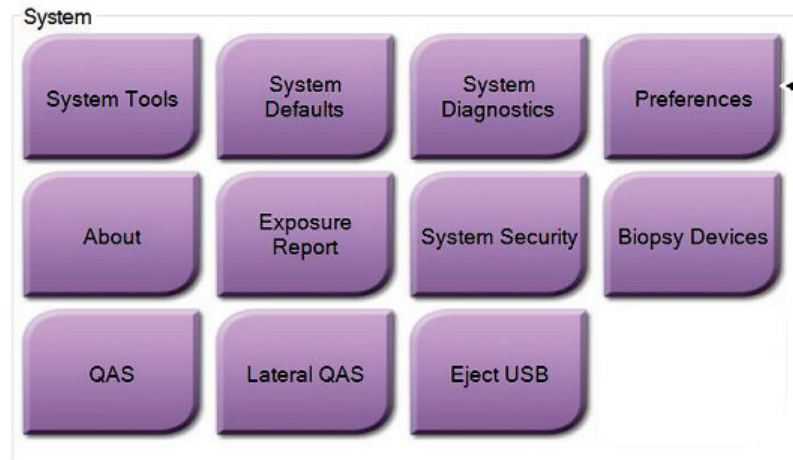 System
System Tools
System
Defaults
System
Diagnostics
Preferences
About
Exposure
Report
System Security
Biopsy Devices
QAS
Lateral QAS
Eject USB